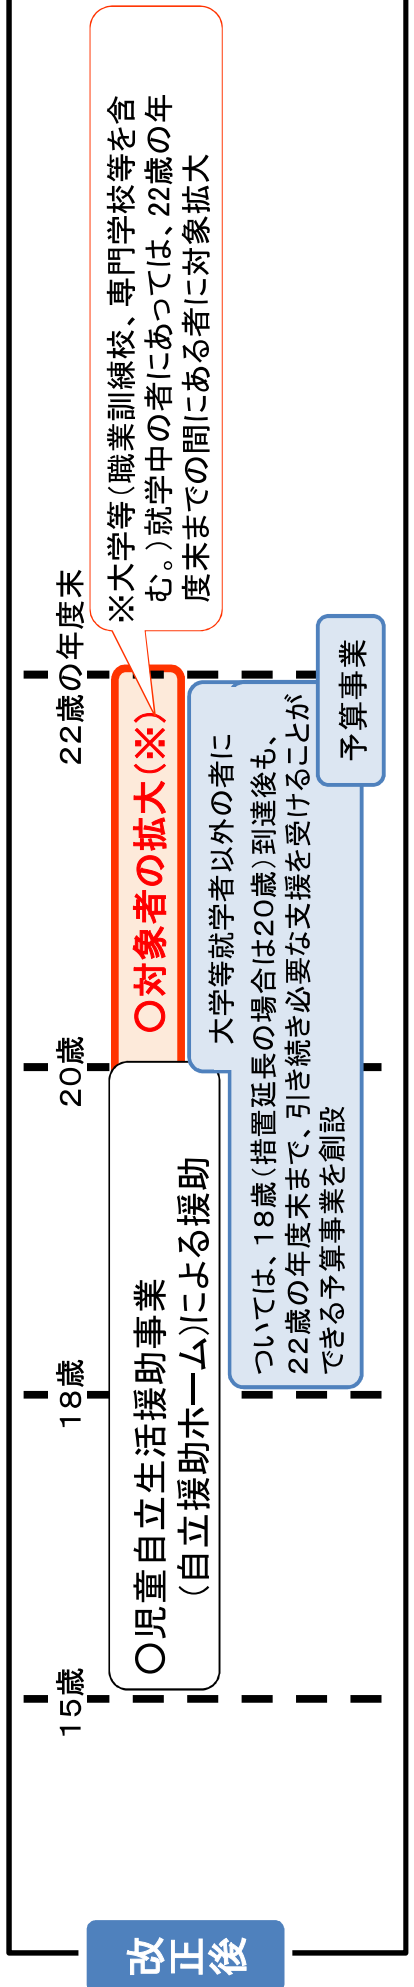 改正後
15歳
18歳
20歳
22歳の年度末
〇児童自立生活援助事業
(自立援助ホーム)による援助
〇対象者の拡大(※)
※大学等(職業訓練校、専門学校等を含
む。)就学中の者にあっては、22歳の年
度末までの間にある者に対象拡大
大学等就学者以外の者に
ついては、18歳(措置延長の場合は20歳)到達後も、
22歳の年度末まで、引き続き必要な支援を受けることが
できる予算事業を創設
予算事業